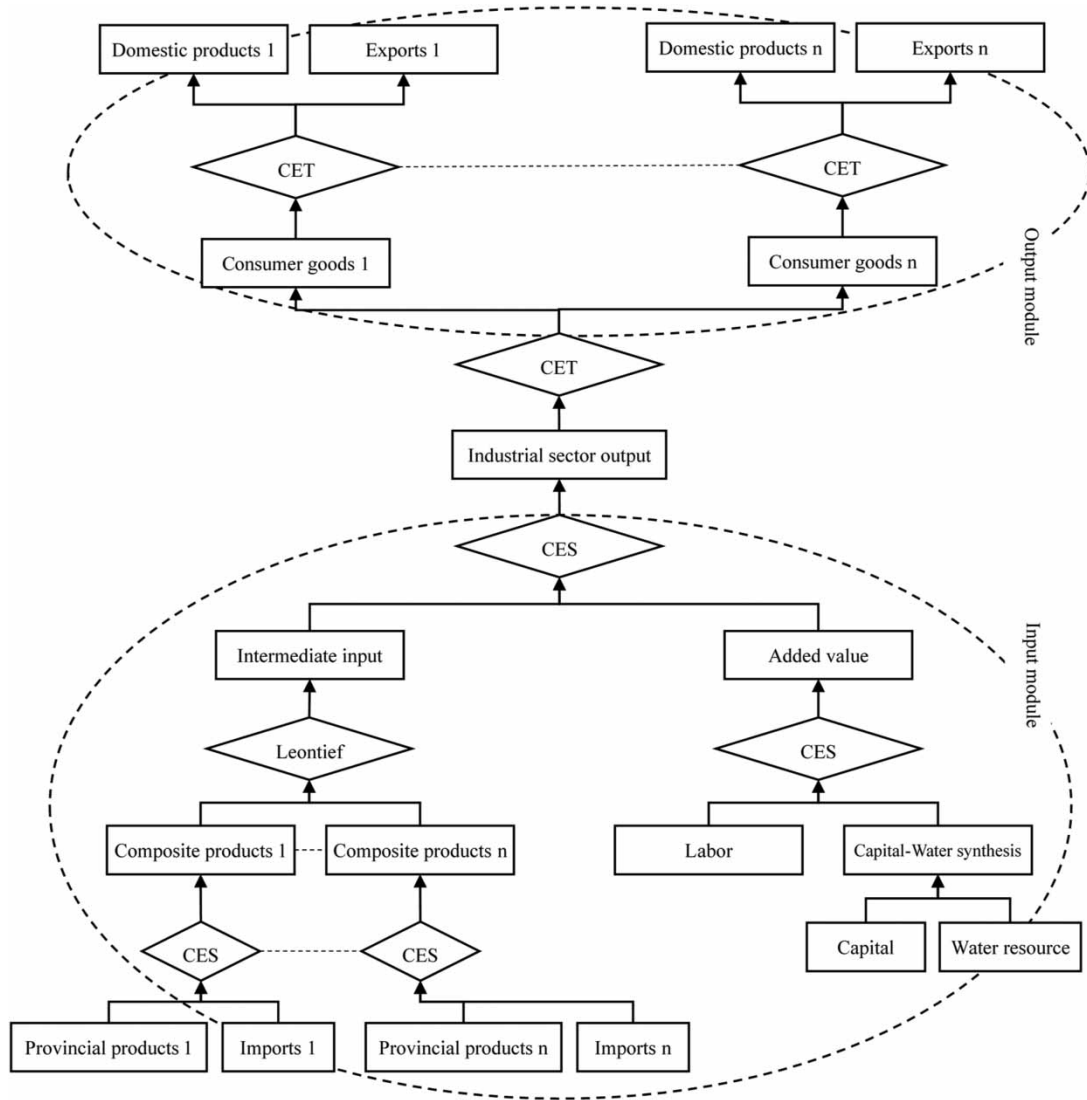 Domestic products 1
Exports 1
Domestic products n
Exports n
CET
CET
Consumer goods 1
Consumer goods n
Output module
CET
Industrial sector output
CES
Intermediate input
Added value
Input module
Leontief
CES
Composite products 1
Composite products n
Labor
Capital-Water synthesis
CES
CES
Capital
Water resource
Provincial products 1
Imports 1
Provincial products n
Imports n